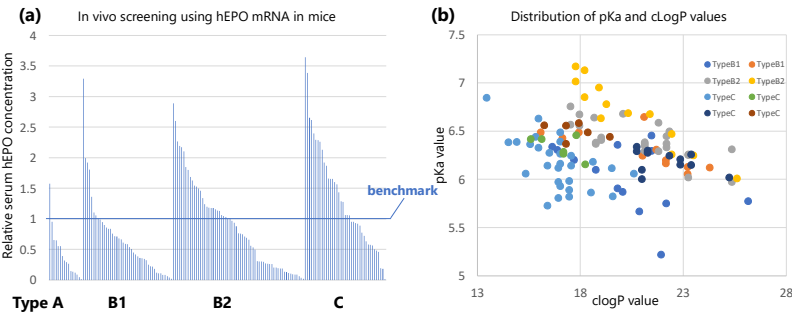 (a) In vivo screening using hEPO mRNA in mice
Relative serum hEPO concentration
4
3.5
3
2.5
2
1.5
1
0.5
0
benchmark
Type A B1 B2 C
(b) Distribution of pKa and cLogP values
pKa value
7.5
7
6.5
6
5.5
5
TypeB1 TypeB1
TypeB2 TypeB2
TypeC TypeC
TypeC TypeC
13 18 23 28
clogP value